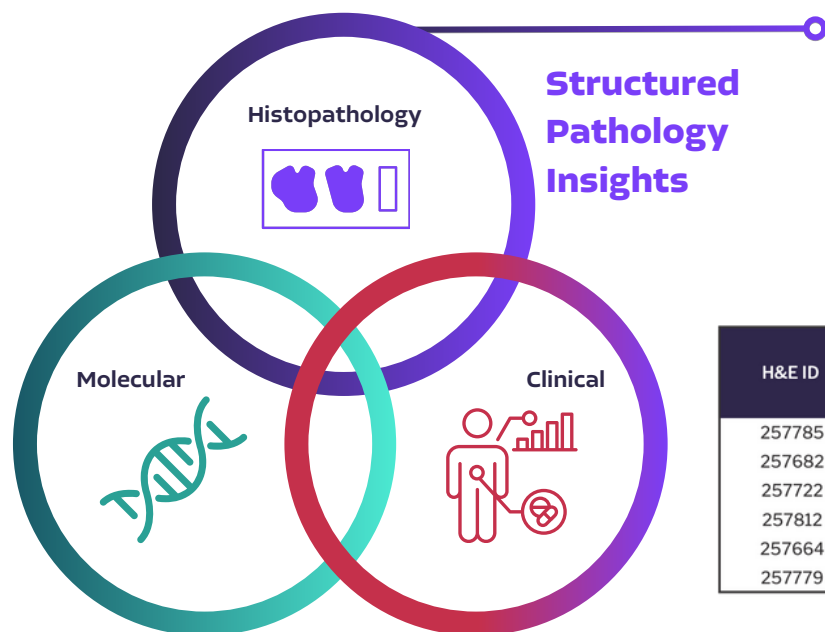 Histopathology
Structured
Pathology
Insights
Molecular
Clinical
H&E ID
257785
257682
257722
257812
257664
257779